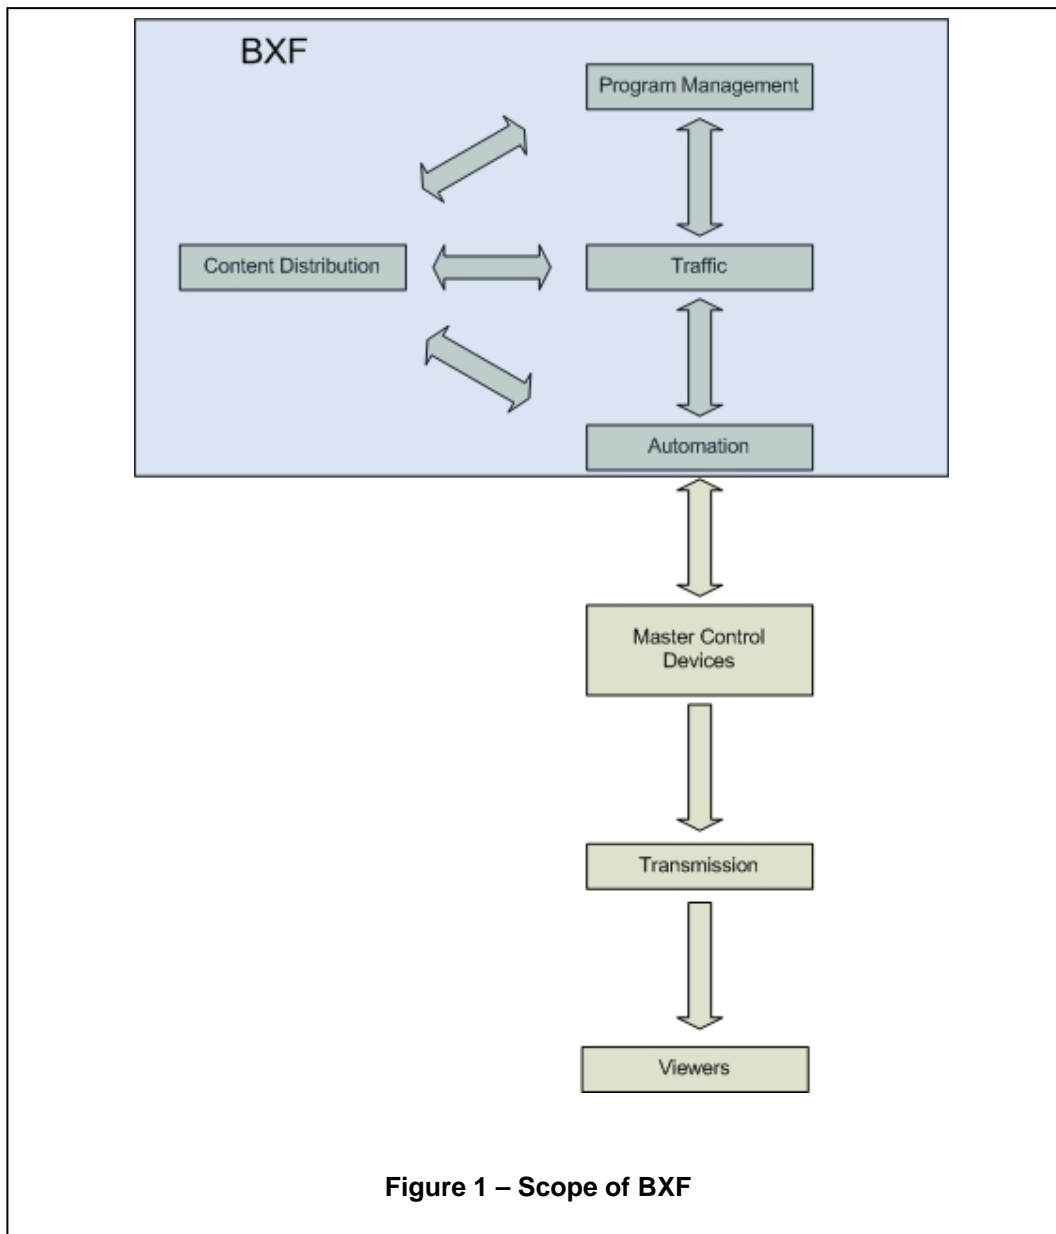 BXF
Program Management
Content Distribution
Traffic
Automation
Master Control
Devices
Transmission
Viewers
Figure 1 – Scope of BXF